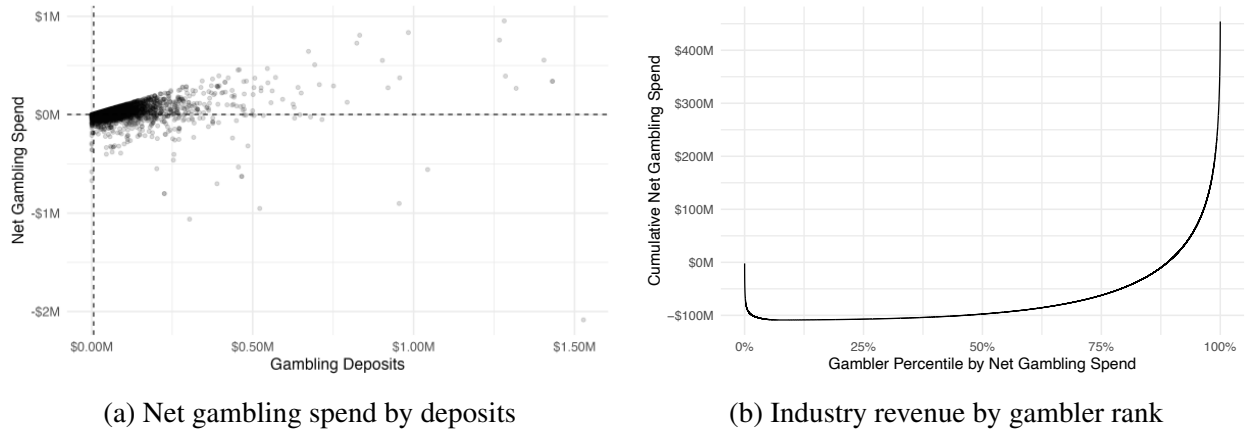 $1M
$0M
-$1M
-$2M
Net Gambling Spend
$0.00M $0.50M $1.00M $1.50M
Gambling Deposits
(a) Net gambling spend by deposits
$400M
$300M
$200M
$100M
$0M
−$100M
Cumulative Net Gambling Spend
0% 25% 50% 75% 100%
Gambler Percentile by Net Gambling Spend
(b) Industry revenue by gambler rank